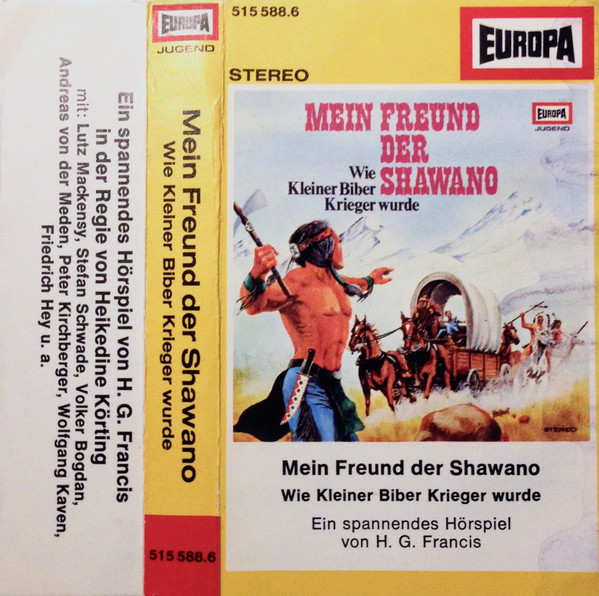 Ein spannendes Hörspiel von H. G. Francis
in der Regie von Heikedine Körting
mit: Lutz Mackensy, Stefan Schwade, Volker Bogdan,
Andreas von der Meden, Peter Kirchberger, Wolfgang Kaven,
Friedrich Hey u. a.
EUROPA
JUGEND
Mein Freund der Shawano
Wie Kleiner Biber Krieger wurde
515 588.6
515 588.6
EUROPA
STEREO
MEIN FREUND
DER
SHAWANO
Wie
Kleiner Biber
Krieger wurde
EUROPA
JUGEND
STEREO
Mein Freund der Shawano
Wie Kleiner Biber Krieger wurde
Ein spannendes Hörspiel
von H. G. Francis